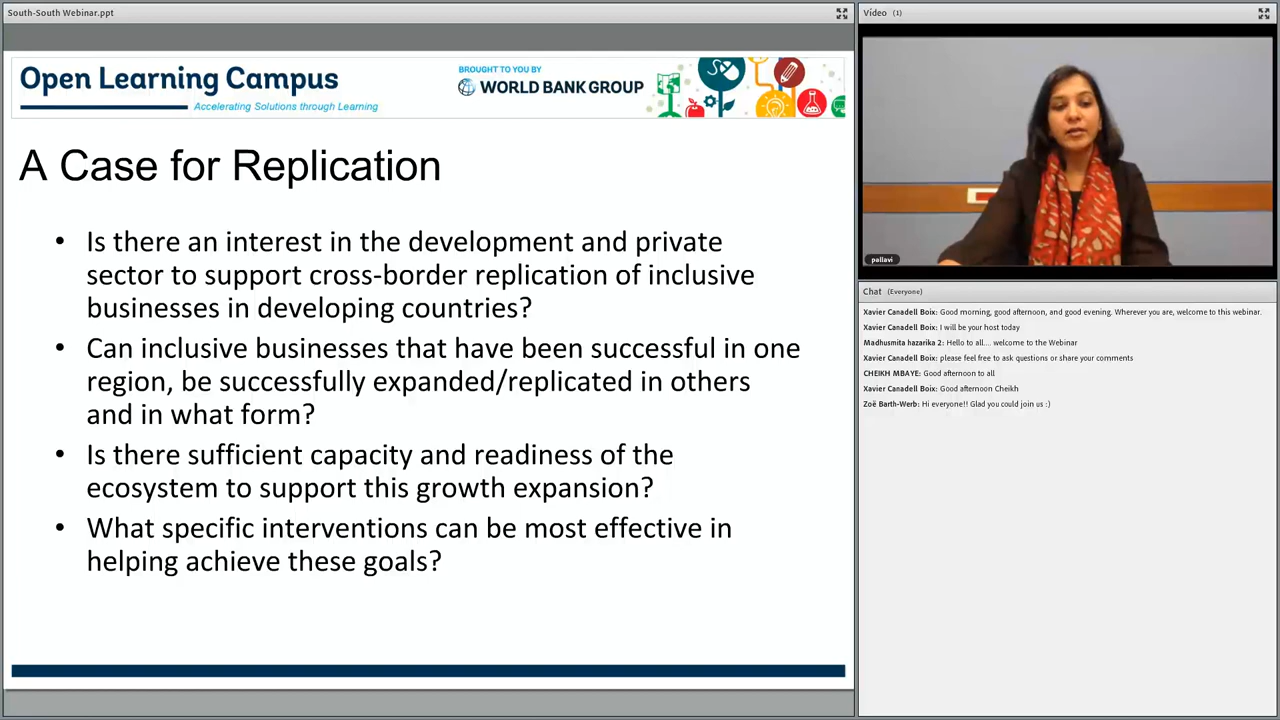 South-South Webinar.ppt
Open Learning Campus
Accelerating Solutions through Learning
BROUGHT TO YOU BY
WORLD BANK GROUP
A Case for Replication
• Is there an interest in the development and private
sector to support cross-border replication of inclusive
businesses in developing countries?
• Can inclusive businesses that have been successful in one
region, be successfully expanded/replicated in others
and in what form?
• Is there sufficient capacity and readiness of the
ecosystem to support this growth expansion?
• What specific interventions can be most effective in
helping achieve these goals?
Vídeo (1)
pallavi
Chat (Everyone)
Xavier Canadell Boix: Good morning, good afternoon, and good evening. Wherever you are, welcome to this webinar.
Xavier Canadell Boix: I will be your host today
Madhusmita hazarika 2: Hello to all.... welcome to the Webinar
Xavier Canadell Boix: please feel free to ask questions or share your comments
CHEIKH MBAYE: Good afternoon to all
Xavier Canadell Boix: Good afternoon Cheikh
Zoë Barth-Werb: Hi everyone!! Glad you could join us :)